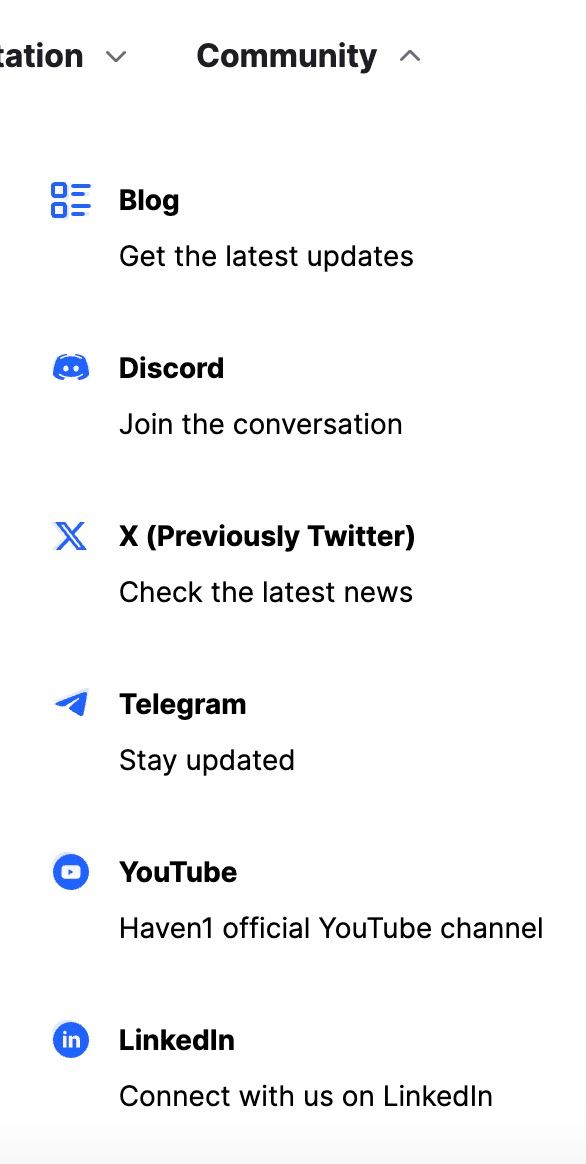 tation Community
Blog
Get the latest updates
Discord
Join the conversation
X (Previously Twitter)
Check the latest news
Telegram
Stay updated
YouTube
Haven1 official YouTube channel
in LinkedIn
Connect with us on LinkedIn